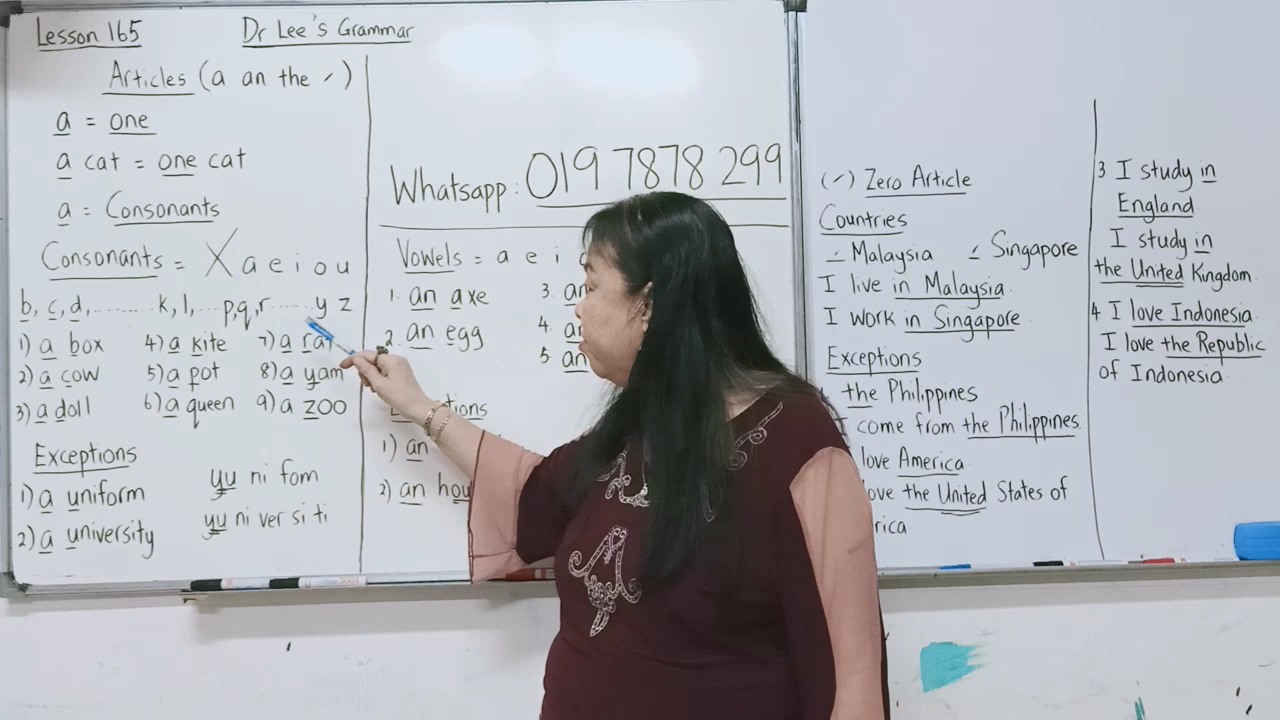 Lesson 165 Dr Lee's Grammar
Articles (a an the ✓)
a = one
a cat = one cat
a = Consonants
Consonants = X a e i o u
b, c, d, ......... k, l, ... p, q, r ...... y z
1) a box 4) a kite 7) a
2) a cow 5) a pot 8) a yam
3) a doll 6) a queen 9) a zoo
Exceptions
1) a uniform yu ni fom
2) a university yu ni ver si ti
Whatsapp : 019 7878 299
Vowels = a e i
1. an axe 3. an
2. an egg 4. an
5. an
1) an
2) an
(✓) Zero Article
Countries
✓ Malaysia ✓ Singapore
I live in Malaysia.
I work in Singapore
Exceptions
the Philippines
come from the Philippines.
love America
the United States of
3 I study in
England.
I study in
the United Kingdom.
4 I love Indonesia.
I love the Republic
of Indonesia.